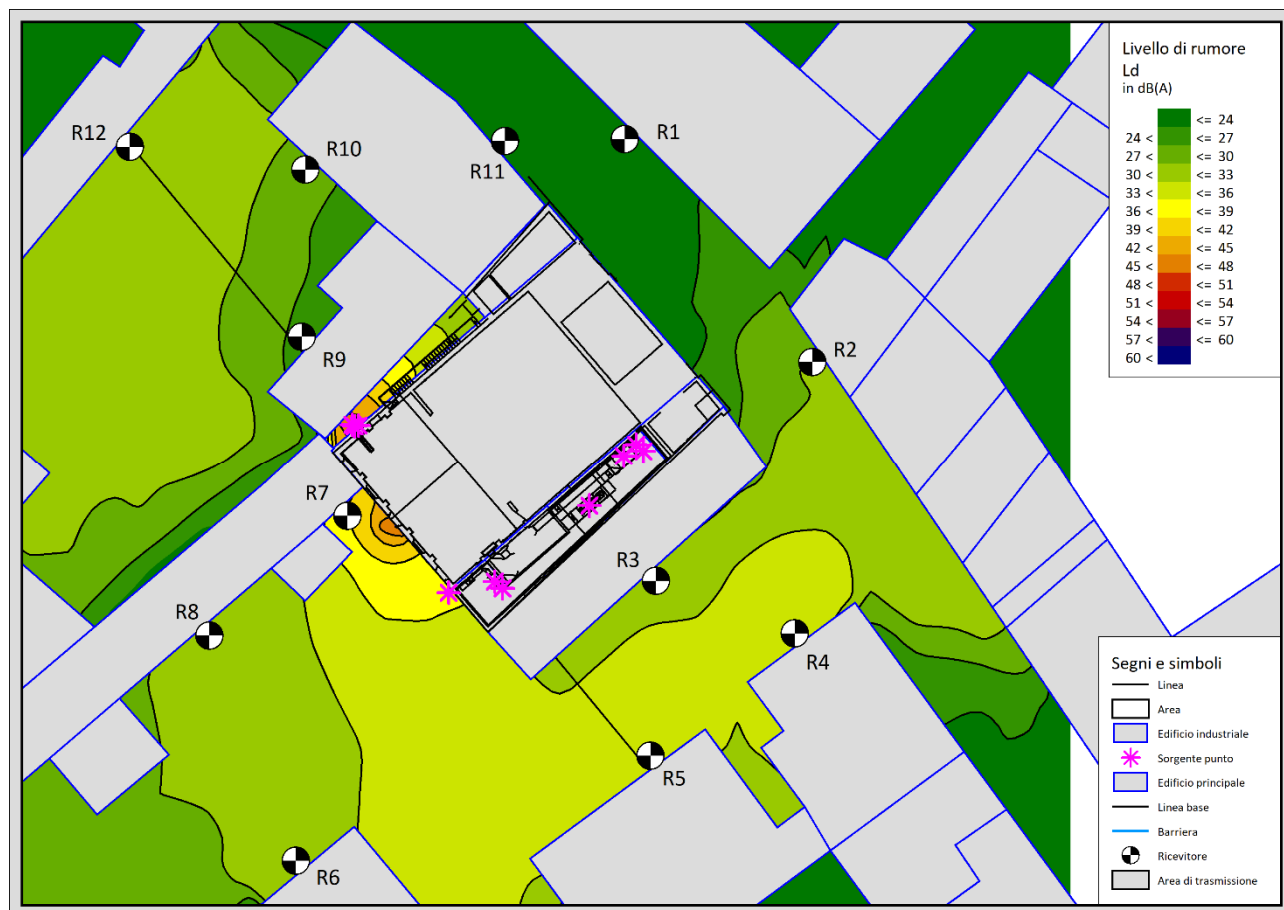 Livello di rumore
Ld
in dB(A)
<= 24
24 < <= 27
27 < <= 30
30 < <= 33
33 < <= 36
36 < <= 39
39 < <= 42
42 < <= 45
45 < <= 48
48 < <= 51
51 < <= 54
54 < <= 57
57 < <= 60
60 <
R12
R10
R11
R1
R9
R2
R7
R3
R8
R4
R5
R6
Segni e simboli
Linea
Area
Edificio industriale
Sorgente punto
Edificio principale
Linea base
Barriera
Ricevitore
Area di trasmissione